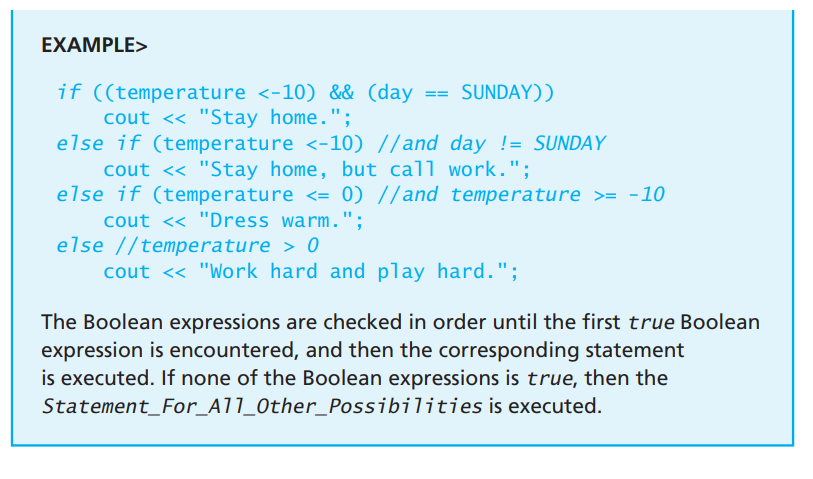 EXAMPLE>
if ((temperature <-10) && (day == SUNDAY))
cout << "Stay home.";
else if (temperature <-10) //and day != SUNDAY
cout << "Stay home, but call work.";
else if (temperature <= 0) //and temperature >= -10
cout << "Dress warm.";
else //temperature > 0
cout << "Work hard and play hard.";
The Boolean expressions are checked in order until the first true Boolean
expression is encountered, and then the corresponding statement
is executed. If none of the Boolean expressions is true, then the
Statement_For_All_Other_Possibilities is executed.